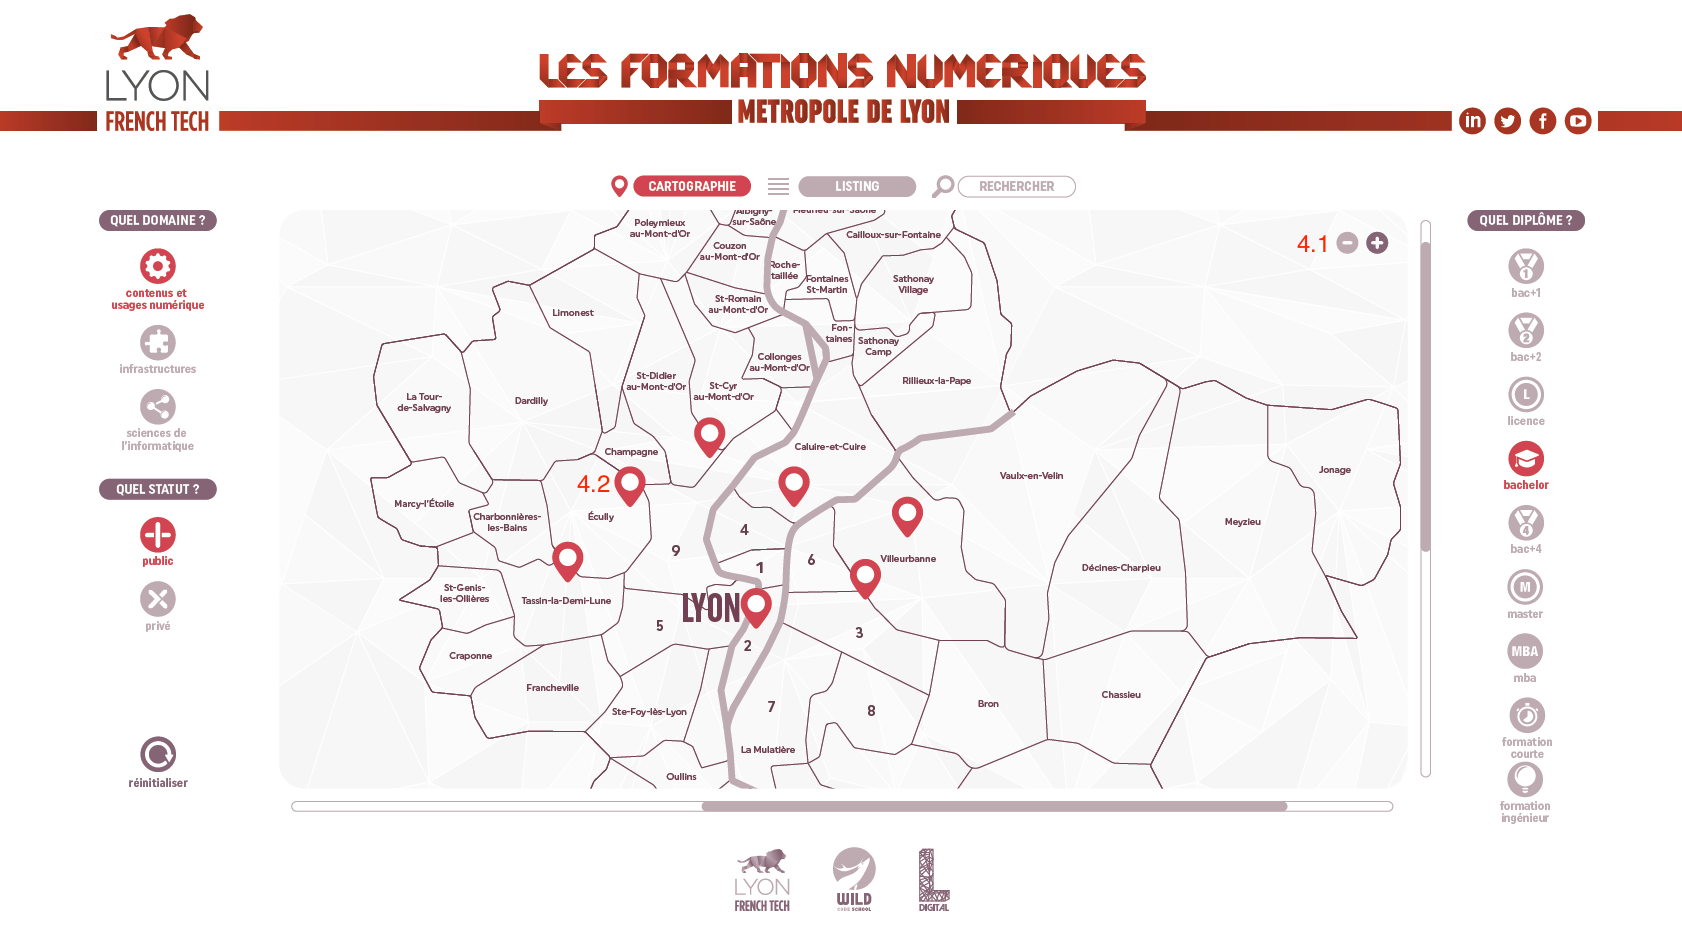 LYON
FRENCH TECH
LES FORMATIONS NUMERIQUES
METROPOLE DE LYON
in
CARTOGRAPHIE
LISTING
RECHERCHER
QUEL DOMAINE ?
contenus et
usages numérique
infrastructures
sciences de
l'informatique
QUEL STATUT ?
public
privé
réinitialiser
4.1
Poleymieux
au-Mont-d'Or
Albigny-
sur-Saône
Fleurieu-sur-Saône
Cailloux-sur-Fontaine
Couzon
au-Mont-d'Or
Roche-
taillée
Fontaines
St-Martin
Sathonay
Village
St-Romain
au-Mont-d'Or
Limonest
Fon-
taines
Sathonay
Camp
Collonges
au-Mont-d'Or
St-Didier
au-Mont-d'Or
St-Cyr
au-Mont-d'Or
Rillieux-la-Pape
La Tour-
de-Salvagny
Dardilly
Champagne
Caluire-et-Cuire
Vaulx-en-Velin
Jonage
4.2
Marcy-l'Étoile
Charbonnières-
les-Bains
Écully
Meyzieu
4
9
6
1
Villeurbanne
Décines-Charpieu
St-Genis-
les-Ollières
Tassin-la-Demi-Lune
LYON
5
3
2
Craponne
Francheville
Ste-Foy-lès-Lyon
7
8
Bron
Chassieu
La Mulatière
Oullins
QUEL DIPLÔME ?
1
bac+1
2
bac+2
L
licence
bachelor
4
bac+4
M
master
MBA
mba
formation
courte
formation
ingénieur
LYON
FRENCH TECH
WILD
CODE SCHOOL
DIGITAL